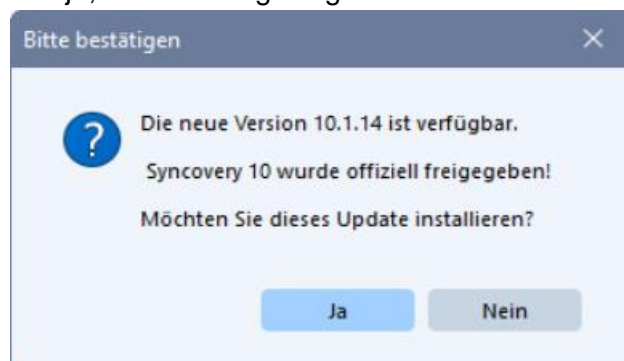 Bitte bestätigen
Die neue Version 10.1.14 ist verfügbar.
Syncovery 10 wurde offiziell freigegeben!
Möchten Sie dieses Update installieren?
Ja
Nein